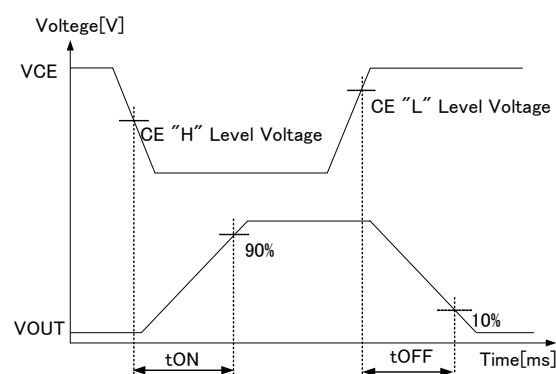 Voltege[V]
VCE
CE "H" Level Voltage
CE "L" Level Voltage
90%
10%
VOUT
tON
tOFF
Time[ms]